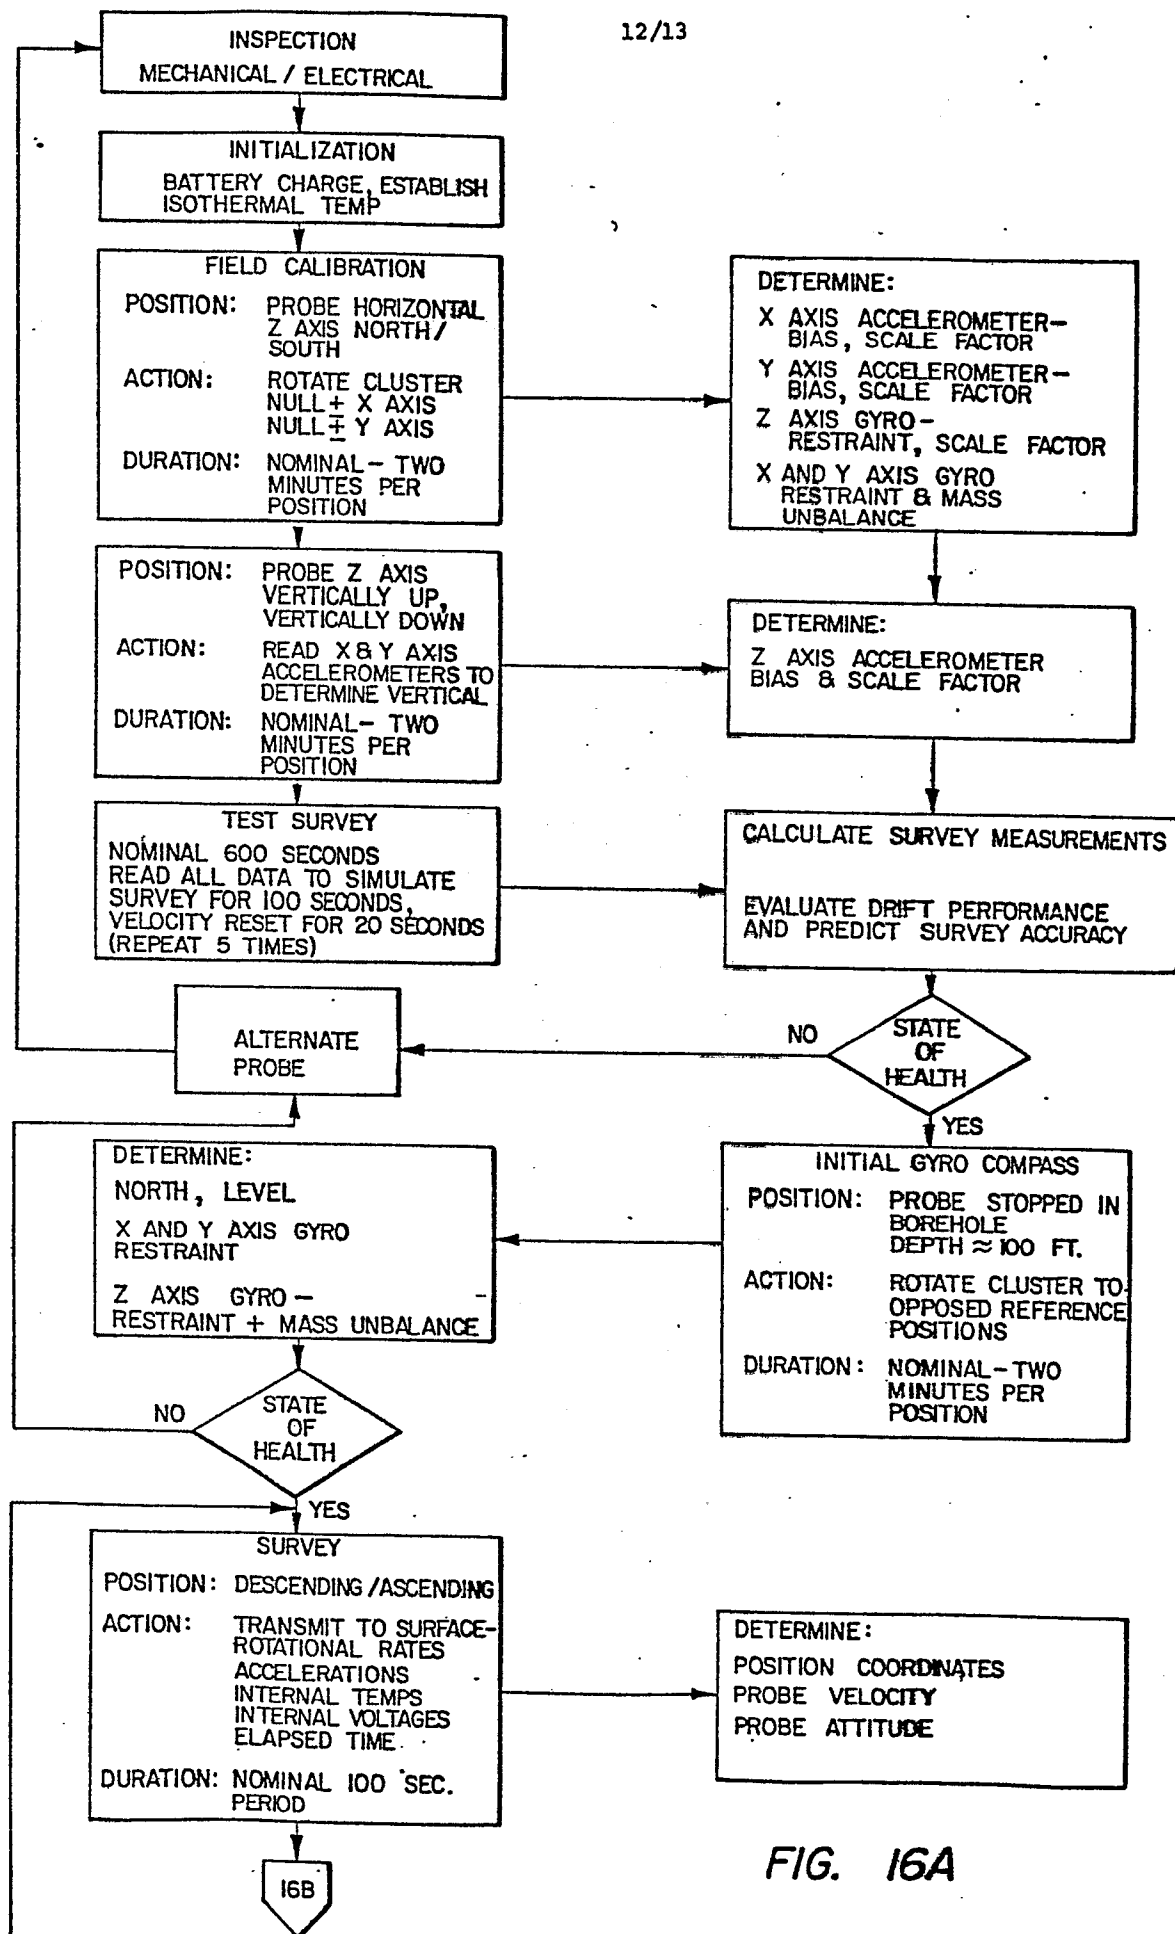 12/13
INSPECTION
MECHANICAL / ELECTRICAL
INITIALIZATION
BATTERY CHARGE, ESTABLISH
ISOTHERMAL TEMP
FIELD CALIBRATION
POSITION: PROBE HORIZONTAL
Z AXIS NORTH/
SOUTH
ACTION: ROTATE CLUSTER
NULL ± X AXIS
NULL ± Y AXIS
DURATION: NOMINAL - TWO
MINUTES PER
POSITION
DETERMINE:
X AXIS ACCELEROMETER-
BIAS, SCALE FACTOR
Y AXIS ACCELEROMETER-
BIAS, SCALE FACTOR
Z AXIS GYRO-
RESTRAINT, SCALE FACTOR
X AND Y AXIS GYRO
RESTRAINT & MASS
UNBALANCE
POSITION: PROBE Z AXIS
VERTICALLY UP,
VERTICALLY DOWN
ACTION: READ X & Y AXIS
ACCELEROMETERS TO
DETERMINE VERTICAL
DURATION: NOMINAL - TWO
MINUTES PER
POSITION
DETERMINE:
Z AXIS ACCELEROMETER
BIAS & SCALE FACTOR
TEST SURVEY
NOMINAL 600 SECONDS
READ ALL DATA TO SIMULATE
SURVEY FOR 100 SECONDS,
VELOCITY RESET FOR 20 SECONDS
(REPEAT 5 TIMES)
CALCULATE SURVEY MEASUREMENTS
EVALUATE DRIFT PERFORMANCE
AND PREDICT SURVEY ACCURACY
STATE
OF
HEALTH
NO
YES
ALTERNATE
PROBE
INITIAL GYRO COMPASS
POSITION: PROBE STOPPED IN
BOREHOLE
DEPTH ≈ 100 FT.
ACTION: ROTATE CLUSTER TO
OPPOSED REFERENCE
POSITIONS
DURATION: NOMINAL - TWO
MINUTES PER
POSITION
DETERMINE:
NORTH, LEVEL
X AND Y AXIS GYRO
RESTRAINT
Z AXIS GYRO -
RESTRAINT + MASS UNBALANCE
STATE
OF
HEALTH
NO
YES
SURVEY
POSITION: DESCENDING /ASCENDING
ACTION: TRANSMIT TO SURFACE-
ROTATIONAL RATES
ACCELERATIONS
INTERNAL TEMPS
INTERNAL VOLTAGES
ELAPSED TIME
DURATION: NOMINAL 100 SEC.
PERIOD
DETERMINE:
POSITION COORDINATES
PROBE VELOCITY
PROBE ATTITUDE
16B
FIG. 16A